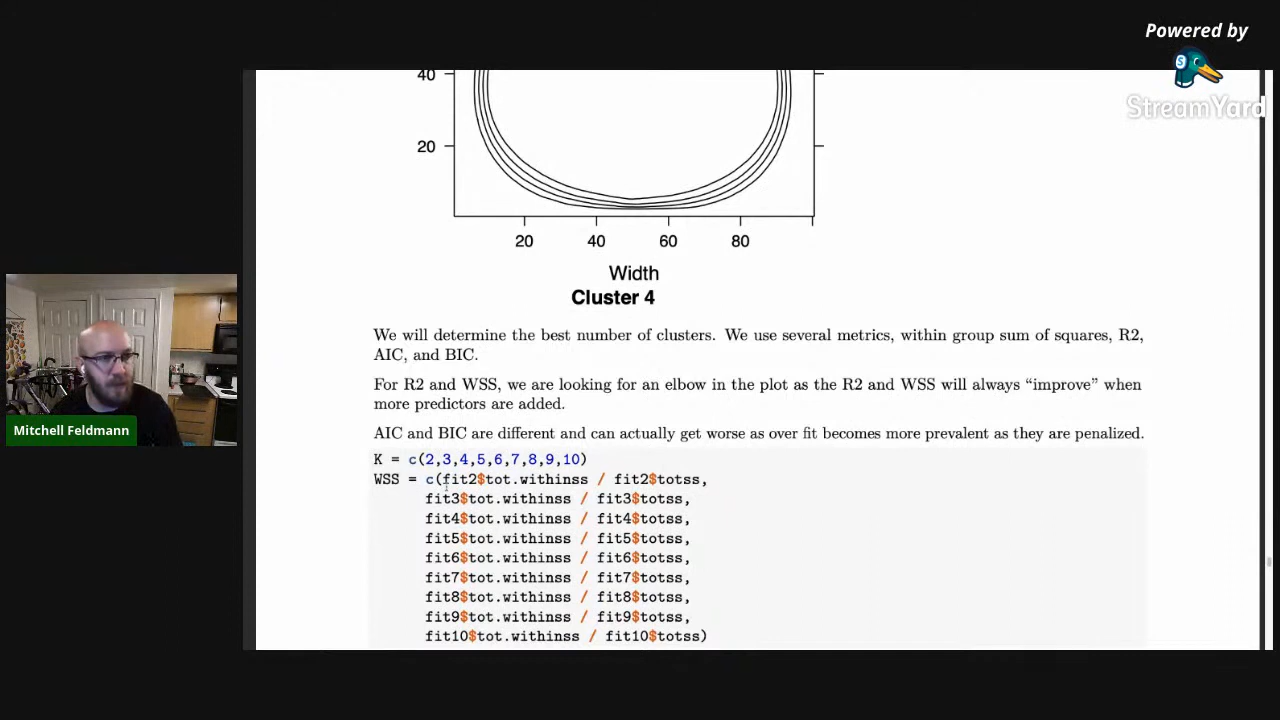 Powered by
StreamYard
40
20
20 40 60 80
Width
Cluster 4
We will determine the best number of clusters. We use several metrics, within group sum of squares, R2,
AIC, and BIC.
For R2 and WSS, we are looking for an elbow in the plot as the R2 and WSS will always “improve” when
more predictors are added.
AIC and BIC are different and can actually get worse as over fit becomes more prevalent as they are penalized.
K = c(2,3,4,5,6,7,8,9,10)
WSS = c(fit2$tot.withinss / fit2$totss,
fit3$tot.withinss / fit3$totss,
fit4$tot.withinss / fit4$totss,
fit5$tot.withinss / fit5$totss,
fit6$tot.withinss / fit6$totss,
fit7$tot.withinss / fit7$totss,
fit8$tot.withinss / fit8$totss,
fit9$tot.withinss / fit9$totss,
fit10$tot.withinss / fit10$totss)
Mitchell Feldmann